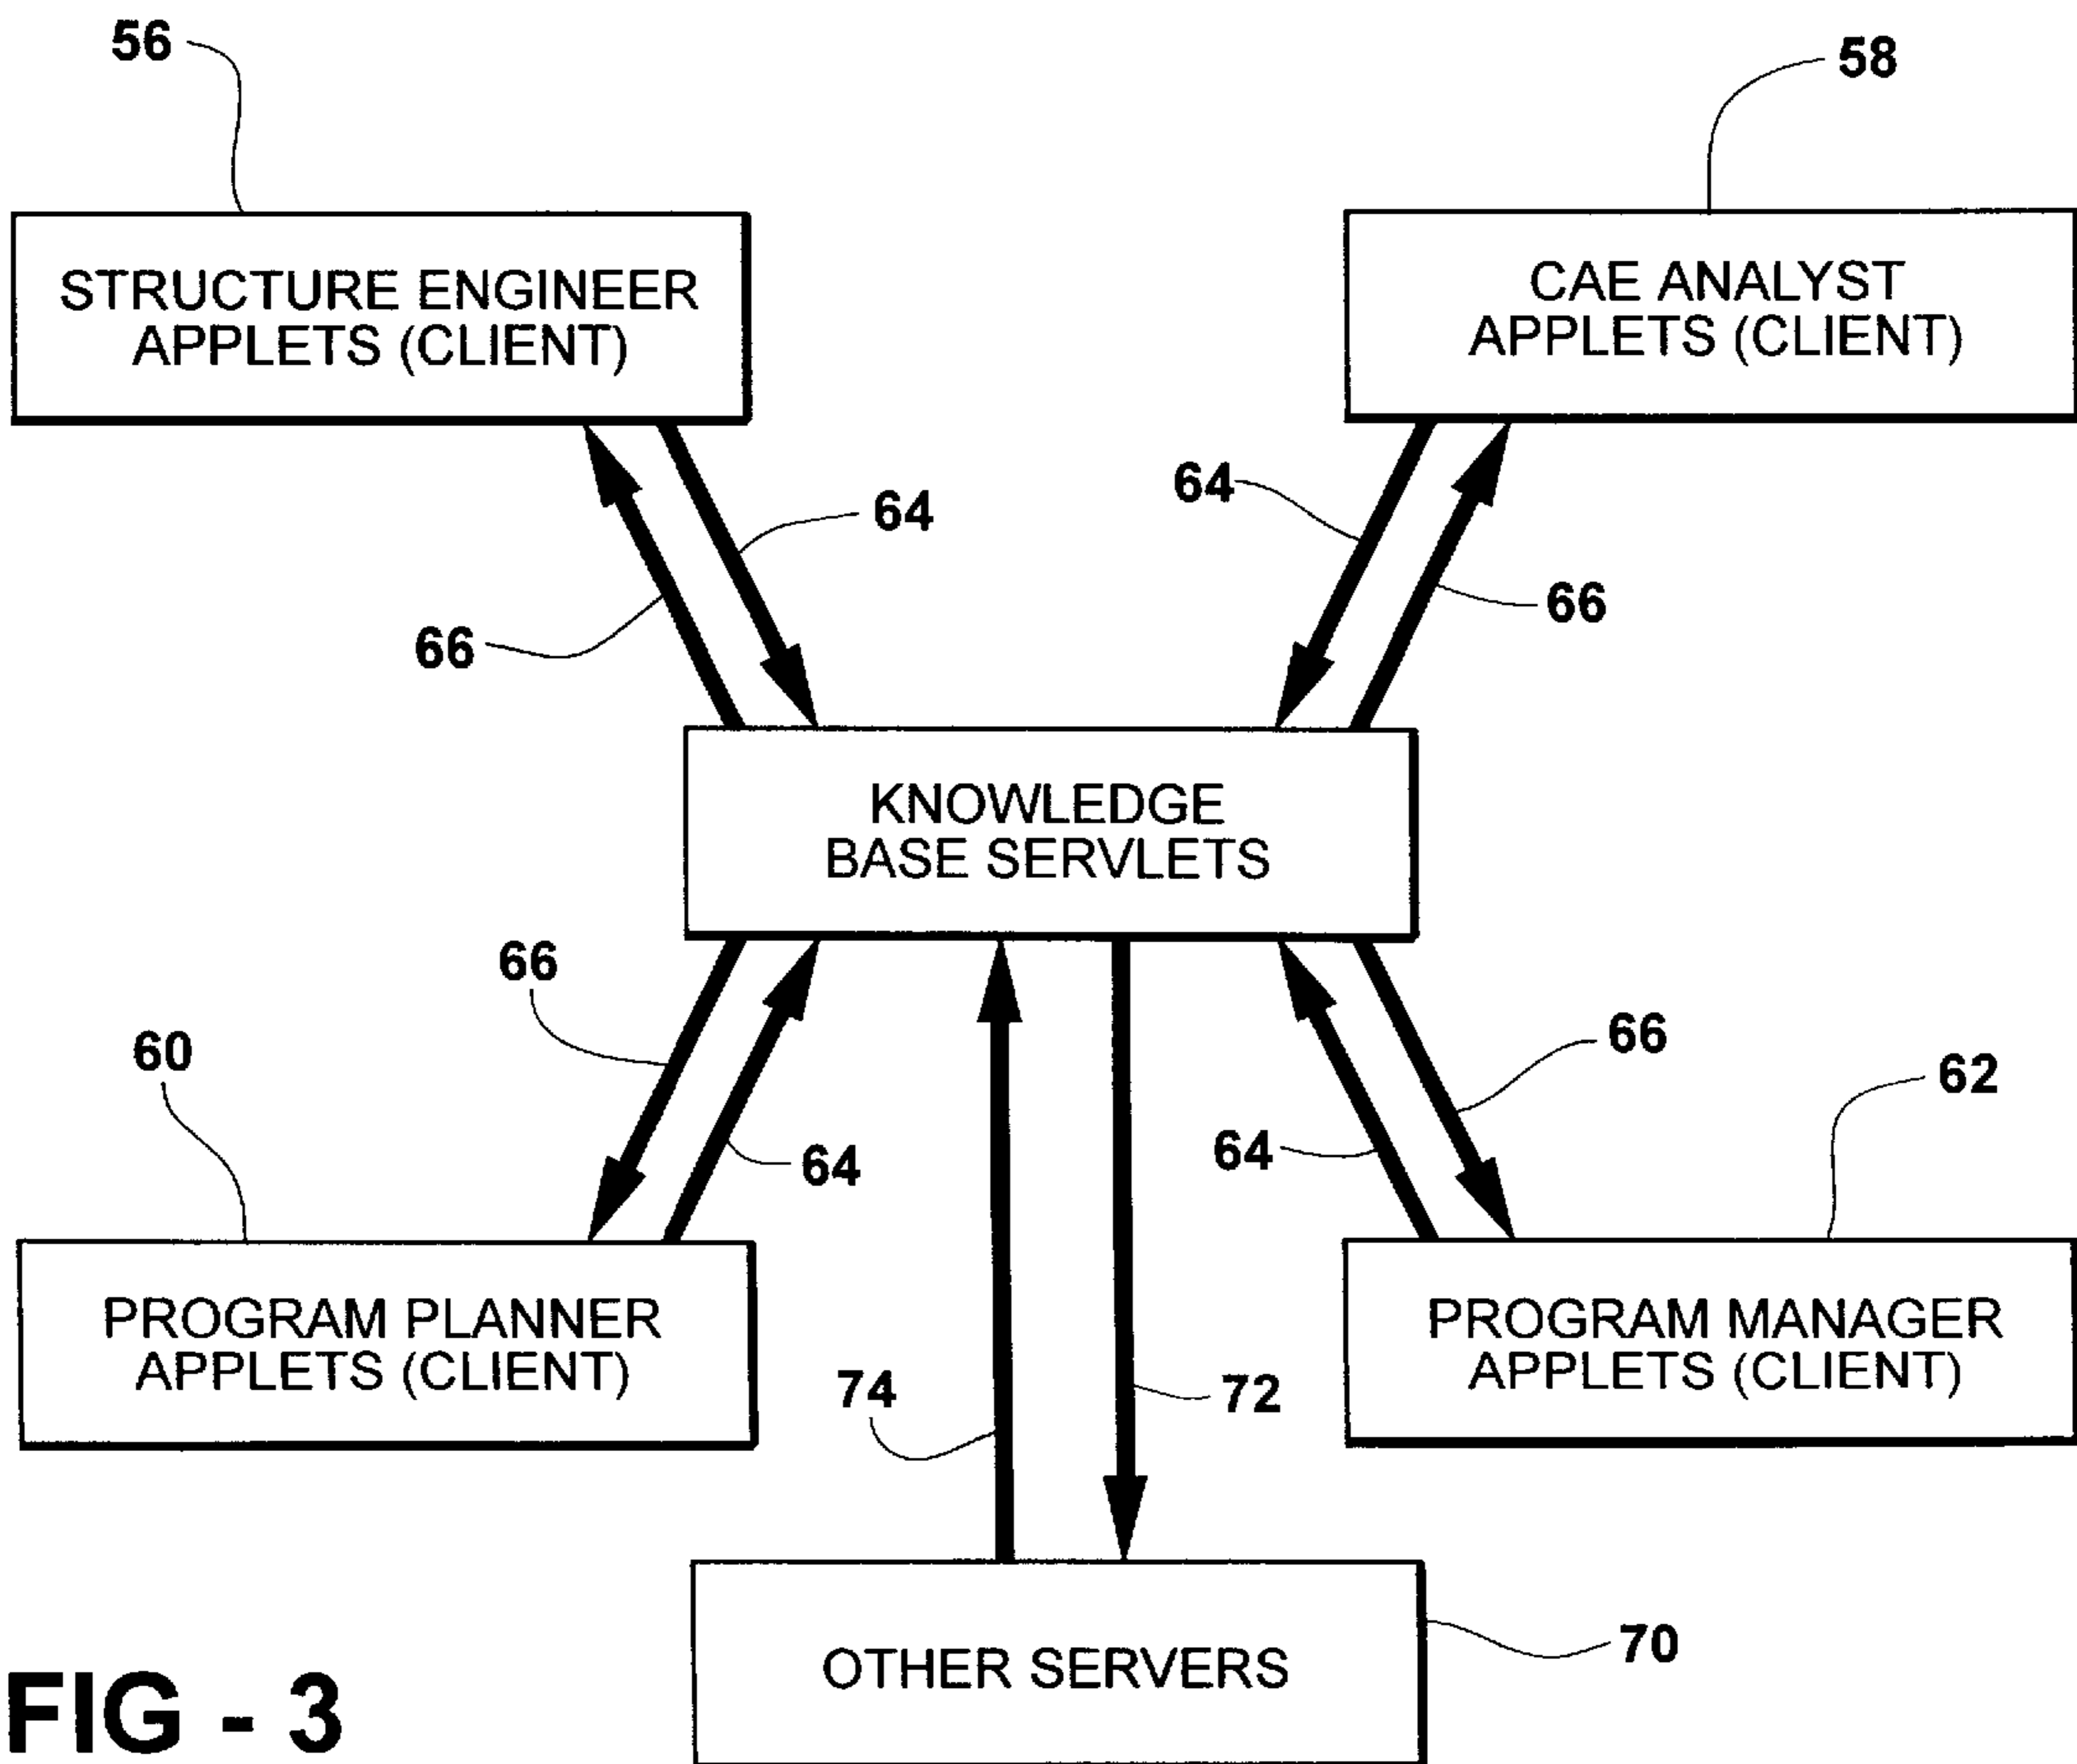 56
58
STRUCTURE ENGINEER
APPLETS (CLIENT)
CAE ANALYST
APPLETS (CLIENT)
64
64
66
66
KNOWLEDGE
BASE SERVLETS
66
66
60
62
64
64
PROGRAM PLANNER
APPLETS (CLIENT)
PROGRAM MANAGER
APPLETS (CLIENT)
74
72
OTHER SERVERS
70
FIG - 3